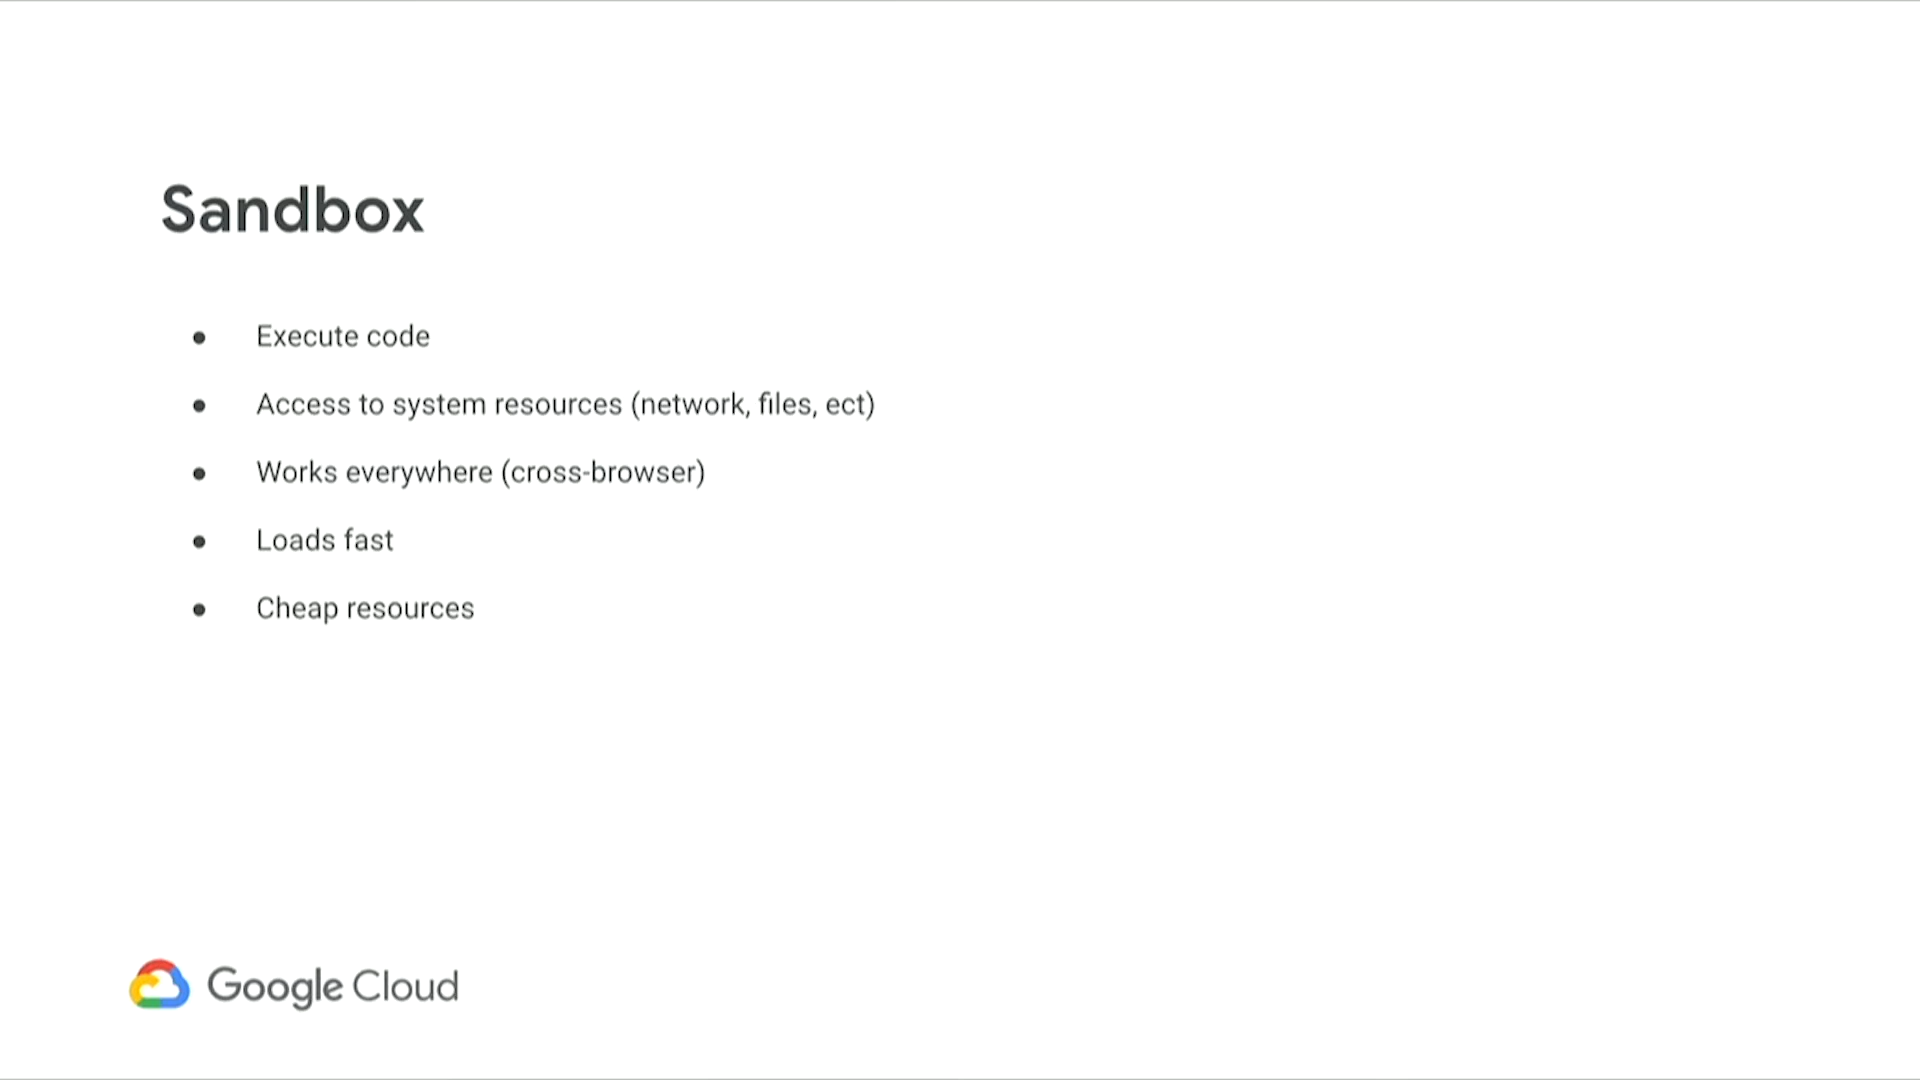 Sandbox
● Execute code
● Access to system resources (network, files, ect)
● Works everywhere (cross-browser)
● Loads fast
● Cheap resources
Google Cloud